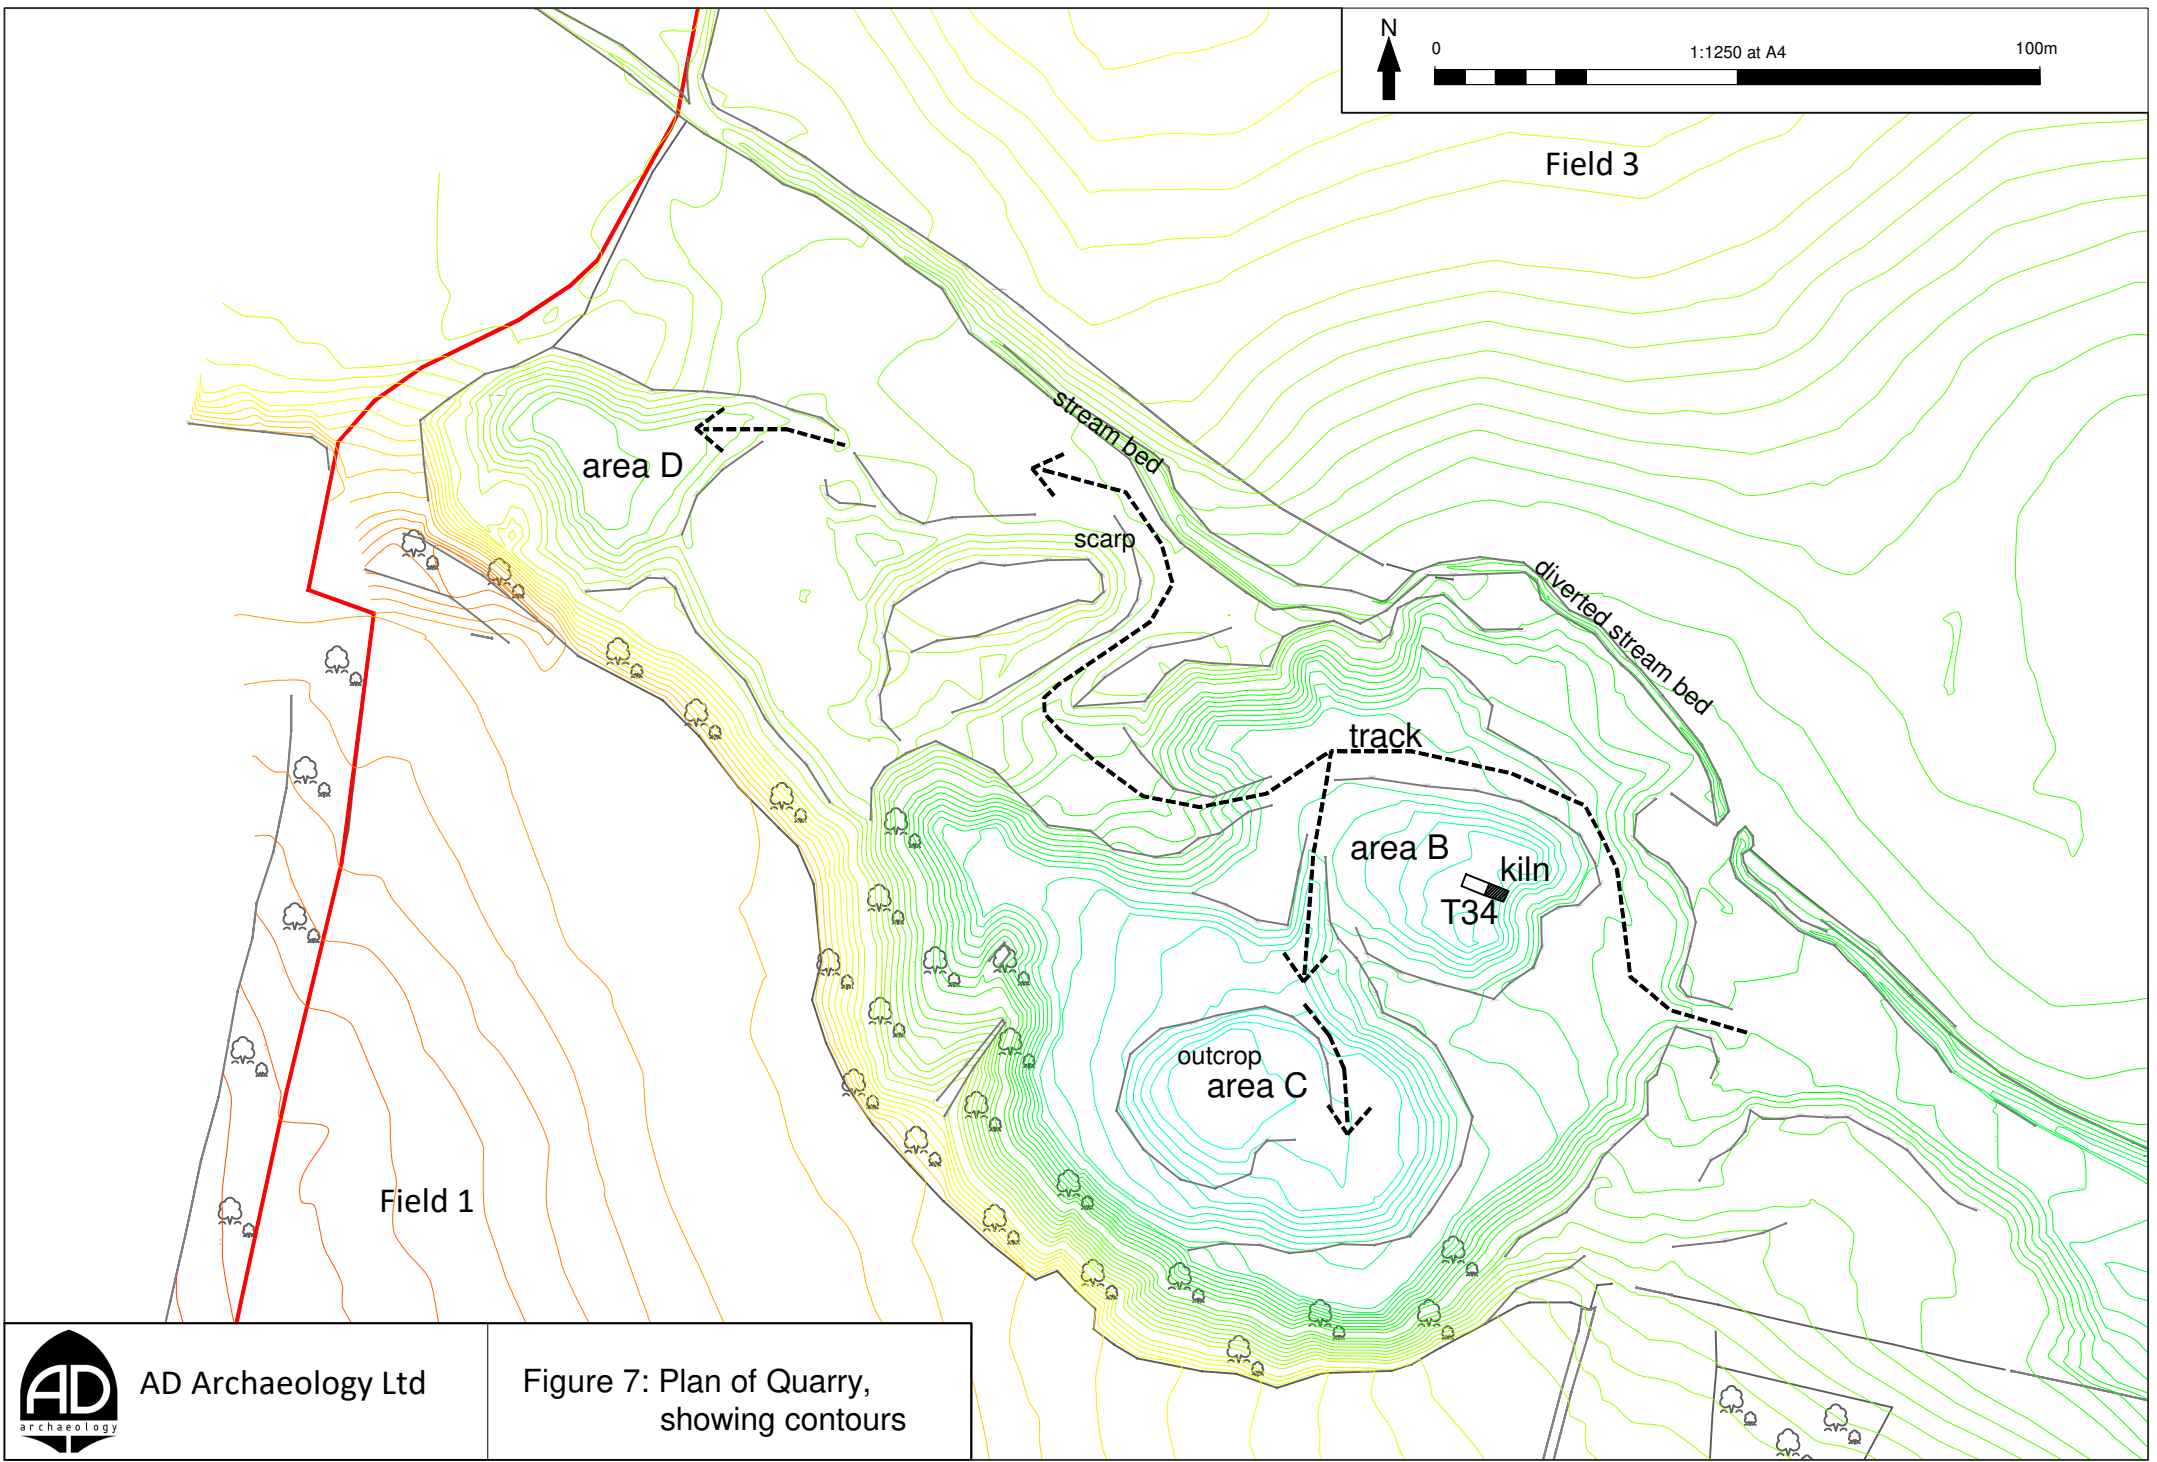 N
0
1:1250 at A4
100m
Field 3
stream bed
area D
scarp
diverted stream bed
track
area B
kiln
T34
outcrop
area C
Field 1
AD
archaeology
AD Archaeology Ltd
Figure 7: Plan of Quarry,
showing contours